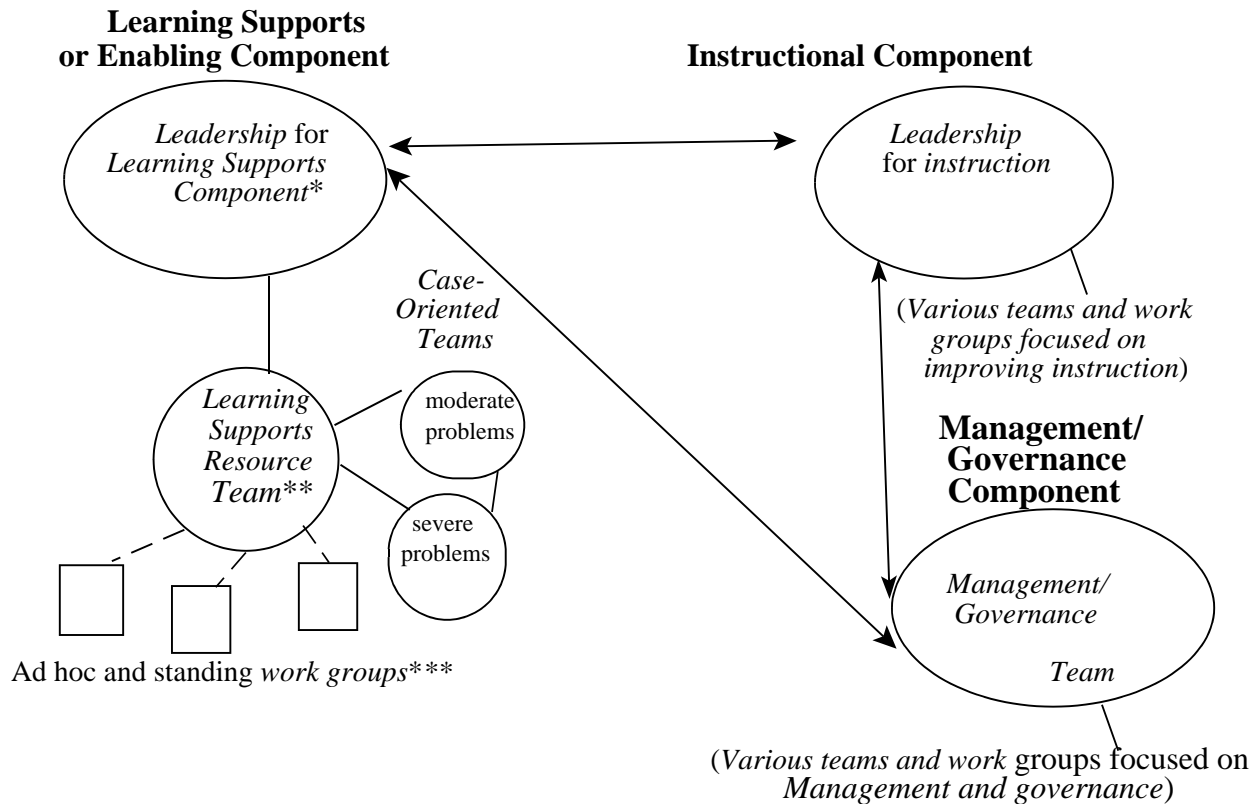 Learning Supports
or Enabling Component
Instructional Component
Leadership for
Learning Supports
Component*
Leadership
for instruction
Case-
Oriented
Teams
(Various teams and work
groups focused on
improving instruction)
Learning
Supports
Resource
Team**
moderate
problems
severe
problems
Management/
Governance
Component
Management/
Governance
Team
Ad hoc and standing work groups***
(Various teams and work groups focused on
Management and governance)